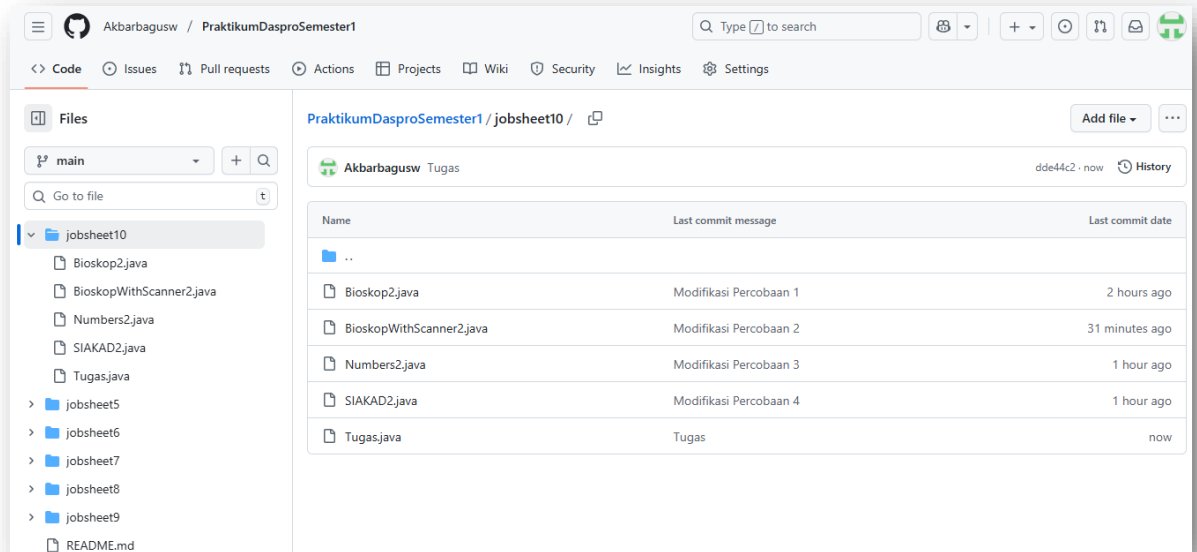 Akbarbagusw / PraktikumDasproSemester1
Type / to search
Code Issues Pull requests Actions Projects Wiki Security Insights Settings
Files
main
Go to file t
jobsheet10
Bioskop2.java
BioskopWithScanner2.java
Numbers2.java
SIAKAD2.java
Tugas.java
jobsheet5
jobsheet6
jobsheet7
jobsheet8
jobsheet9
README.md
PraktikumDasproSemester1 / jobsheet10 /
Add file
Akbarbagusw Tugas dde44c2 · now History
Name Last commit message Last commit date
..
Bioskop2.java Modifikasi Percobaan 1 2 hours ago
BioskopWithScanner2.java Modifikasi Percobaan 2 31 minutes ago
Numbers2.java Modifikasi Percobaan 3 1 hour ago
SIAKAD2.java Modifikasi Percobaan 4 1 hour ago
Tugas.java Tugas now